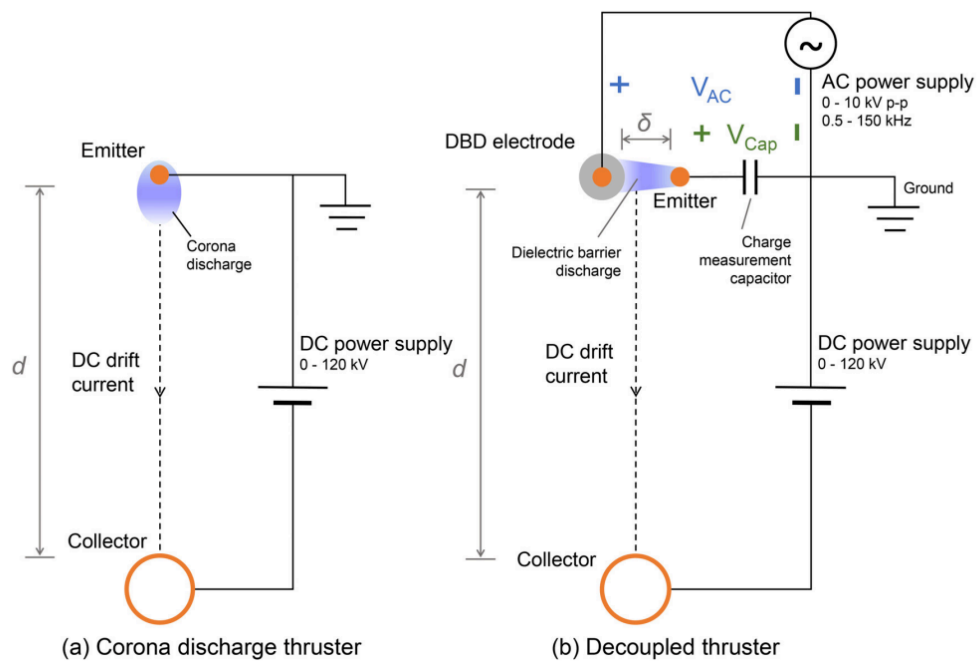 Emitter
d
Corona
discharge
DC drift
current
DC power supply
0 - 120 kV
Collector
(a) Corona discharge thruster
~
AC power supply
0 - 10 kV p-p
0.5 - 150 kHz
+ V_AC -
δ
+ V_Cap -
DBD electrode
Emitter
Ground
Dielectric barrier
discharge
Charge
measurement
capacitor
d
DC drift
current
DC power supply
0 - 120 kV
Collector
(b) Decoupled thruster